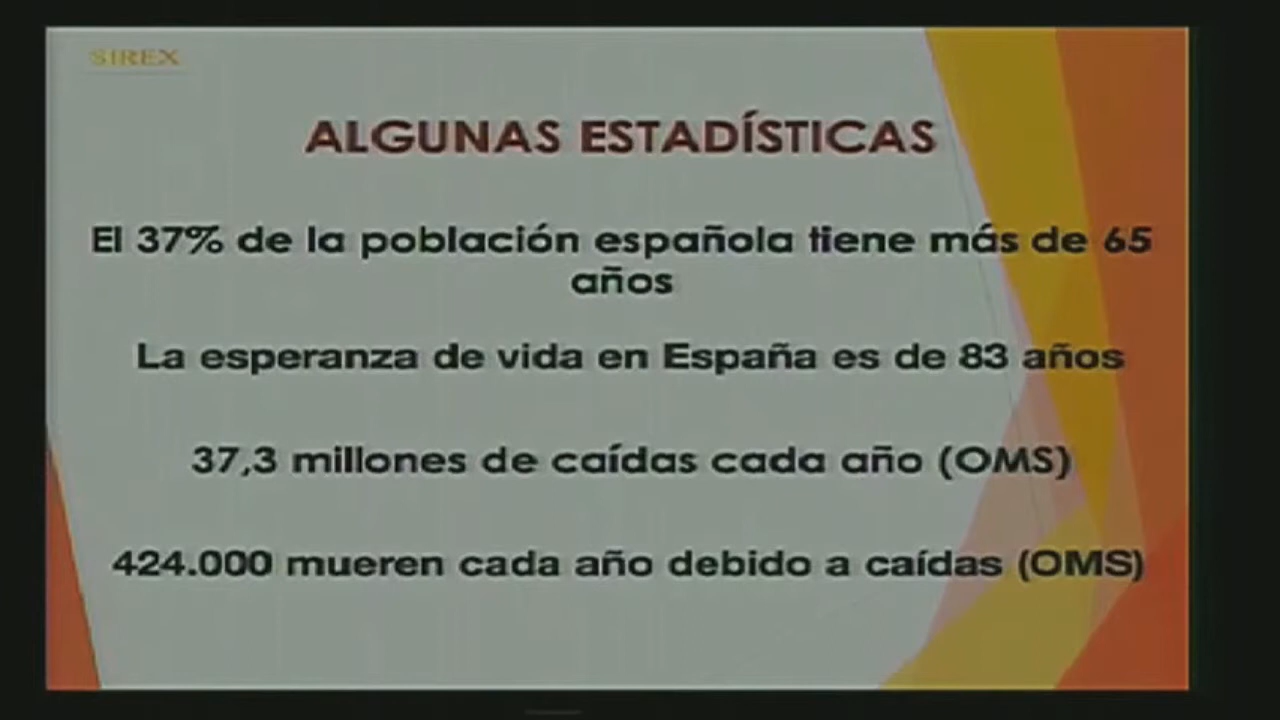 SIREX
ALGUNAS ESTADÍSTICAS
El 37% de la población española tiene más de 65
años
La esperanza de vida en España es de 83 años
37,3 millones de caídas cada año (OMS)
424.000 mueren cada año debido a caídas (OMS)